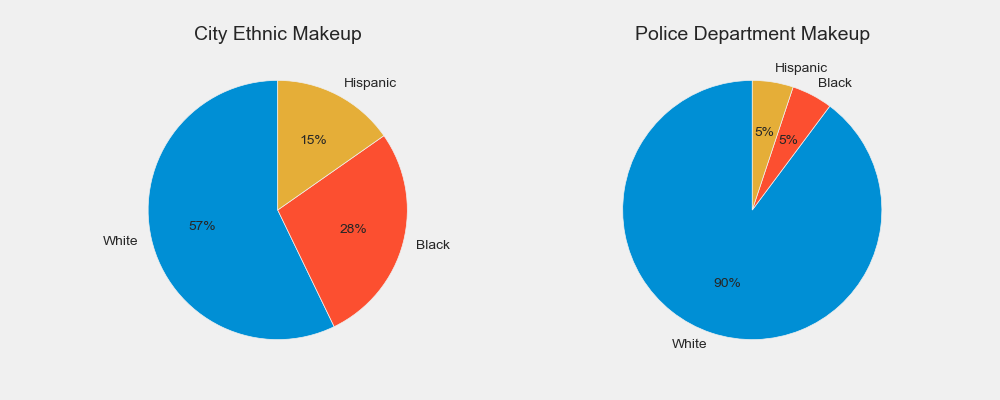 City Ethnic Makeup
Hispanic
15%
57%
28%
White
Black
Police Department Makeup
Hispanic
Black
5%
5%
90%
White